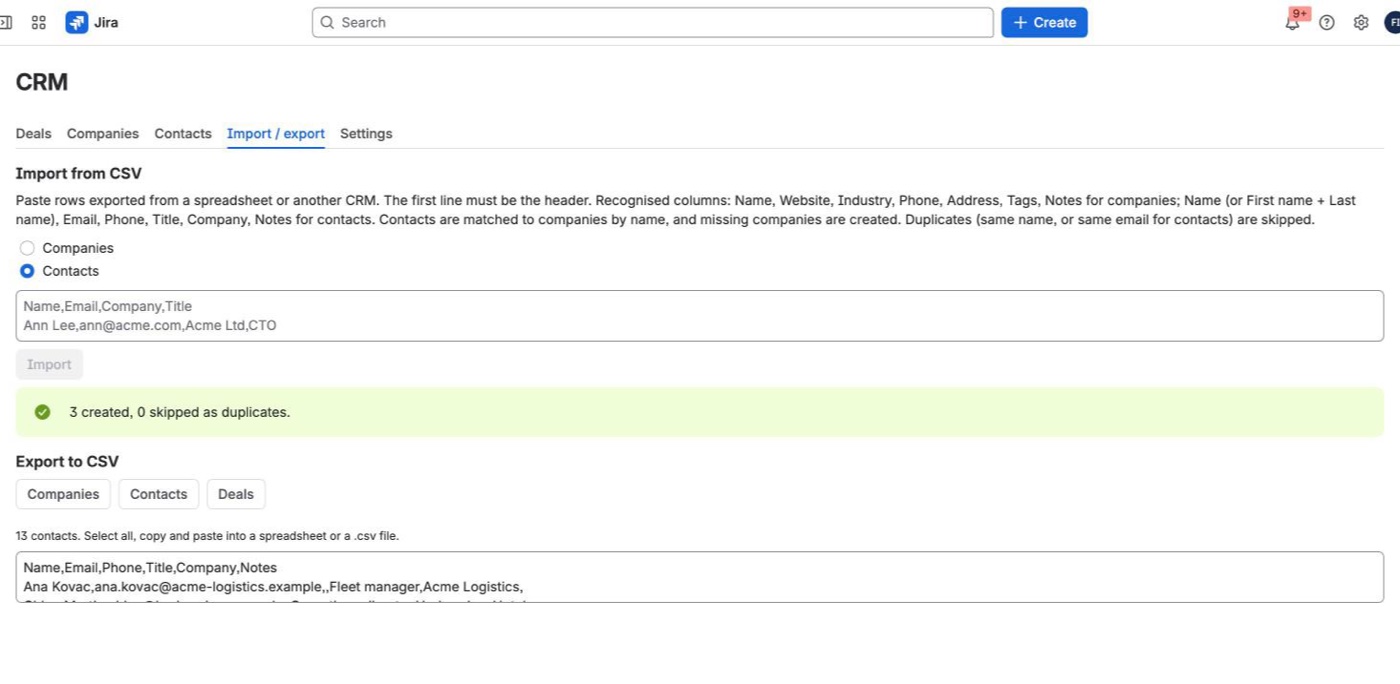 Jira
Search
Create
9+
CRM
Deals Companies Contacts Import / export Settings
Import from CSV
Paste rows exported from a spreadsheet or another CRM. The first line must be the header. Recognised columns: Name, Website, Industry, Phone, Address, Tags, Notes for companies; Name (or First name + Last
name), Email, Phone, Title, Company, Notes for contacts. Contacts are matched to companies by name, and missing companies are created. Duplicates (same name, or same email for contacts) are skipped.
Companies
Contacts
Name,Email,Company,Title
Ann Lee,ann@acme.com,Acme Ltd,CTO
Import
3 created, 0 skipped as duplicates.
Export to CSV
Companies Contacts Deals
13 contacts. Select all, copy and paste into a spreadsheet or a .csv file.
Name,Email,Phone,Title,Company,Notes
Ana Kovac,ana.kovac@acme-logistics.example,,Fleet manager,Acme Logistics,